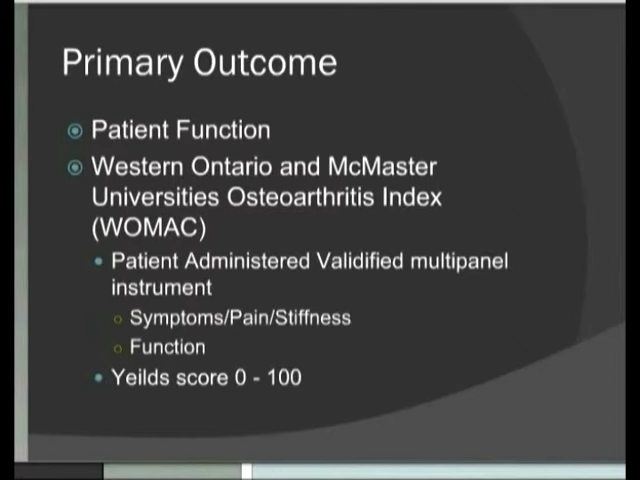 Primary Outcome
Patient Function
Western Ontario and McMaster
Universities Osteoarthritis Index
(WOMAC)
Patient Administered Validified multipanel
instrument
Symptoms/Pain/Stiffness
Function
Yeilds score 0 - 100